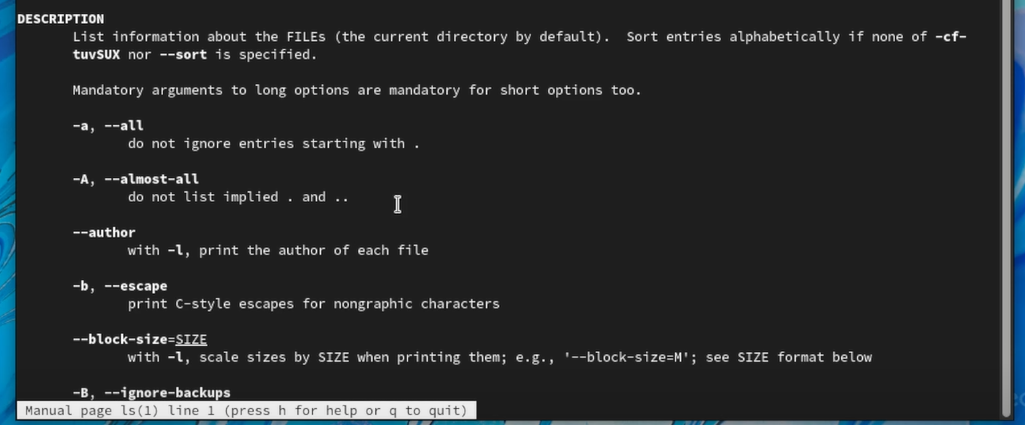 DESCRIPTION
List information about the FILEs (the current directory by default).  Sort entries alphabetically if none of -cf-
tuvSUX nor --sort is specified.
Mandatory arguments to long options are mandatory for short options too.
-a, --all
do not ignore entries starting with .
-A, --almost-all
do not list implied . and ..
--author
with -l, print the author of each file
-b, --escape
print C-style escapes for nongraphic characters
--block-size=SIZE
with -l, scale sizes by SIZE when printing them; e.g., '--block-size=M'; see SIZE format below
-B, --ignore-backups
Manual page ls(1) line 1 (press h for help or q to quit)